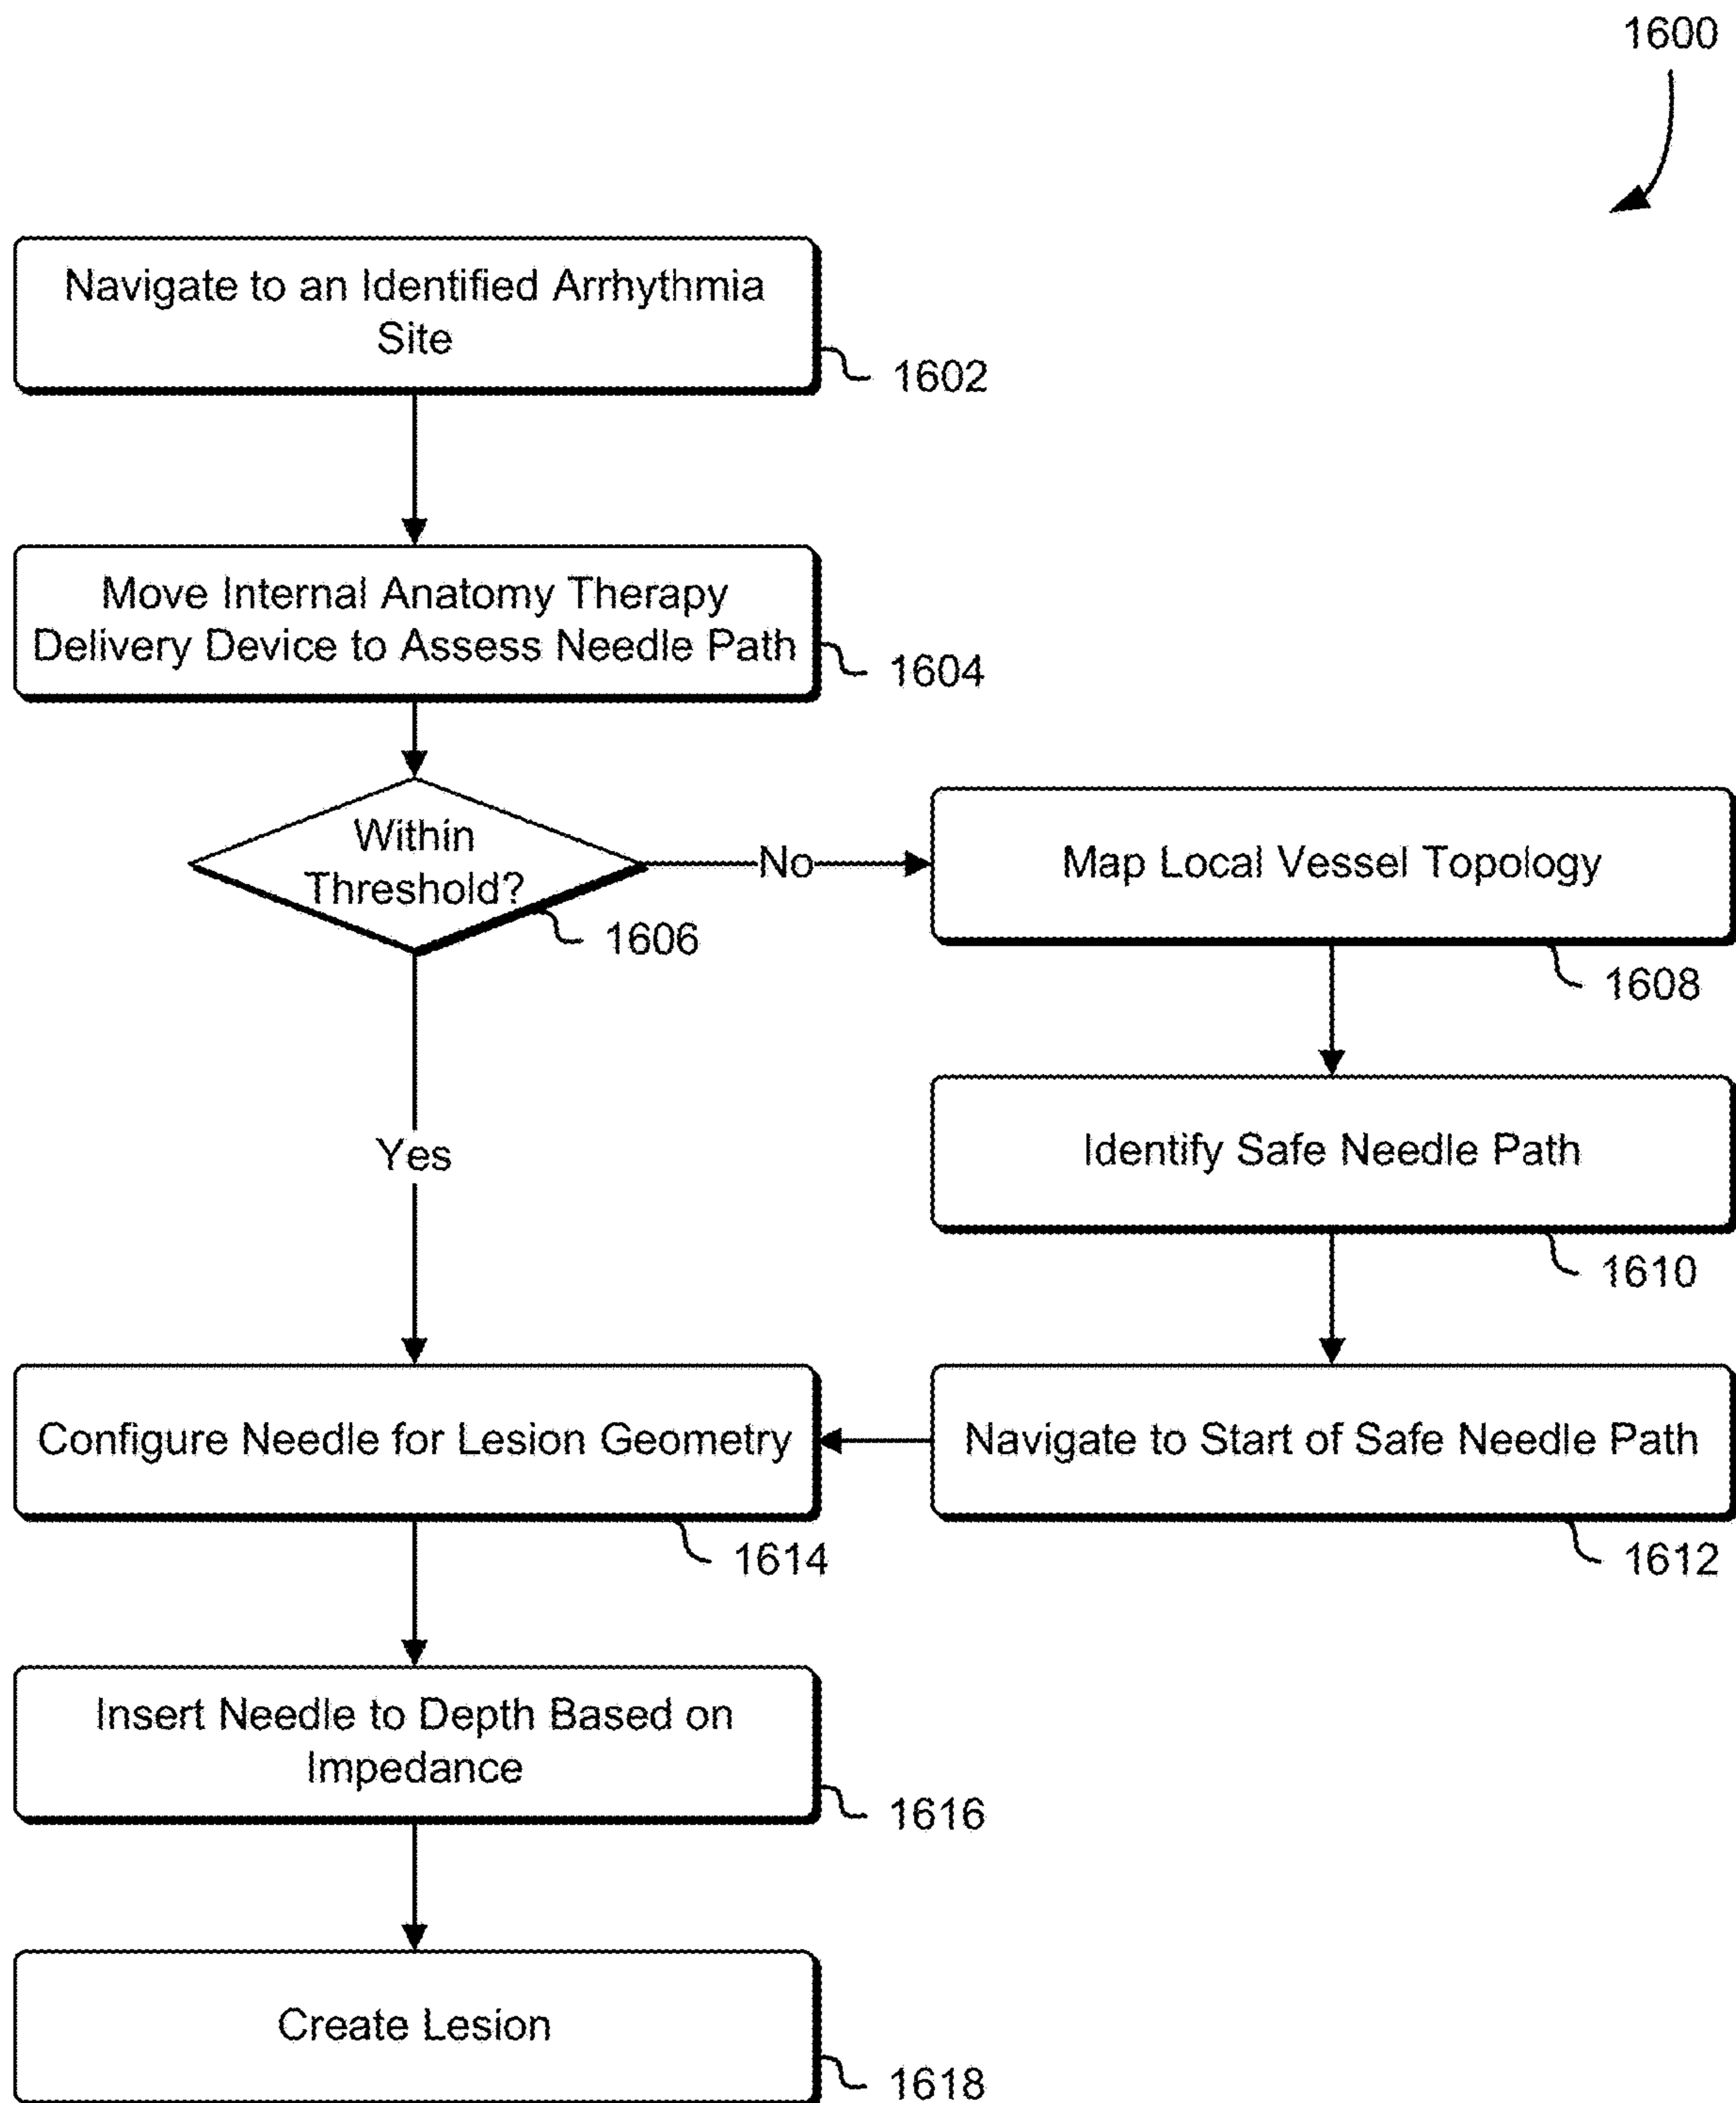 1600
Navigate to an Identified Arrhythmia
Site
1602
Move Internal Anatomy Therapy
Delivery Device to Assess Needle Path
1604
Within
Threshold?
1606
No
Map Local Vessel Topology
1608
Identify Safe Needle Path
1610
Yes
Navigate to Start of Safe Needle Path
1612
Configure Needle for Lesion Geometry
1614
Insert Needle to Depth Based on
Impedance
1616
Create Lesion
1618